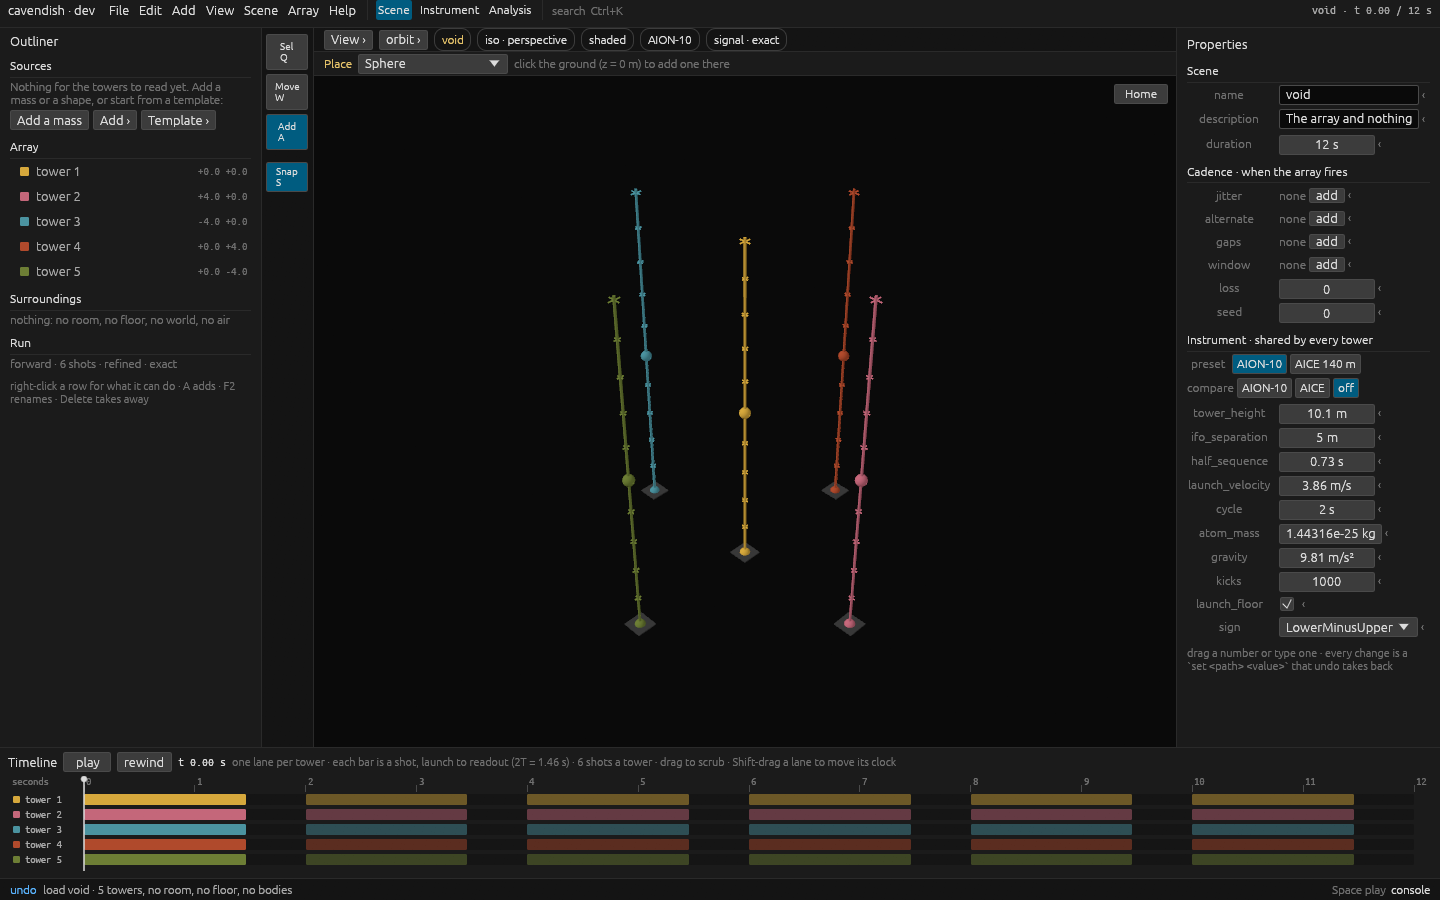 cavendish · dev File Edit Add View Scene Array Help Scene Instrument Analysis search Ctrl+K void · t 0.00 / 12 s
Outliner
Sources
Nothing for the towers to read yet. Add a
mass or a shape, or start from a template:
Add a mass Add › Template ›
Array
tower 1 +0.0 +0.0
tower 2 +4.0 +0.0
tower 3 -4.0 +0.0
tower 4 +0.0 +4.0
tower 5 +0.0 -4.0
Surroundings
nothing: no room, no floor, no world, no air
Run
forward · 6 shots · refined · exact
right-click a row for what it can do · A adds · F2
renames · Delete takes away
Sel
Q
Move
W
Add
A
Snap
S
View › orbit › void iso · perspective shaded AION-10 signal · exact
Place Sphere click the ground (z = 0 m) to add one there
Home
Properties
Scene
name void ‹
description The array and nothing ‹
duration 12 s ‹
Cadence · when the array fires
jitter none add ‹
alternate none add ‹
gaps none add ‹
window none add ‹
loss 0 ‹
seed 0 ‹
Instrument · shared by every tower
preset AION-10 AICE 140 m
compare AION-10 AICE off
tower_height 10.1 m ‹
ifo_separation 5 m ‹
half_sequence 0.73 s ‹
launch_velocity 3.86 m/s ‹
cycle 2 s ‹
atom_mass 1.44316e-25 kg ‹
gravity 9.81 m/s² ‹
kicks 1000 ‹
launch_floor ‹
sign LowerMinusUpper ‹
drag a number or type one · every change is a
`set <path> <value>` that undo takes back
Timeline play rewind t 0.00 s one lane per tower · each bar is a shot, launch to readout (2T = 1.46 s) · 6 shots a tower · drag to scrub · Shift-drag a lane to move its clock
seconds 0 1 2 3 4 5 6 7 8 9 10 11 12
tower 1
tower 2
tower 3
tower 4
tower 5
undo load void · 5 towers, no room, no floor, no bodies Space play console